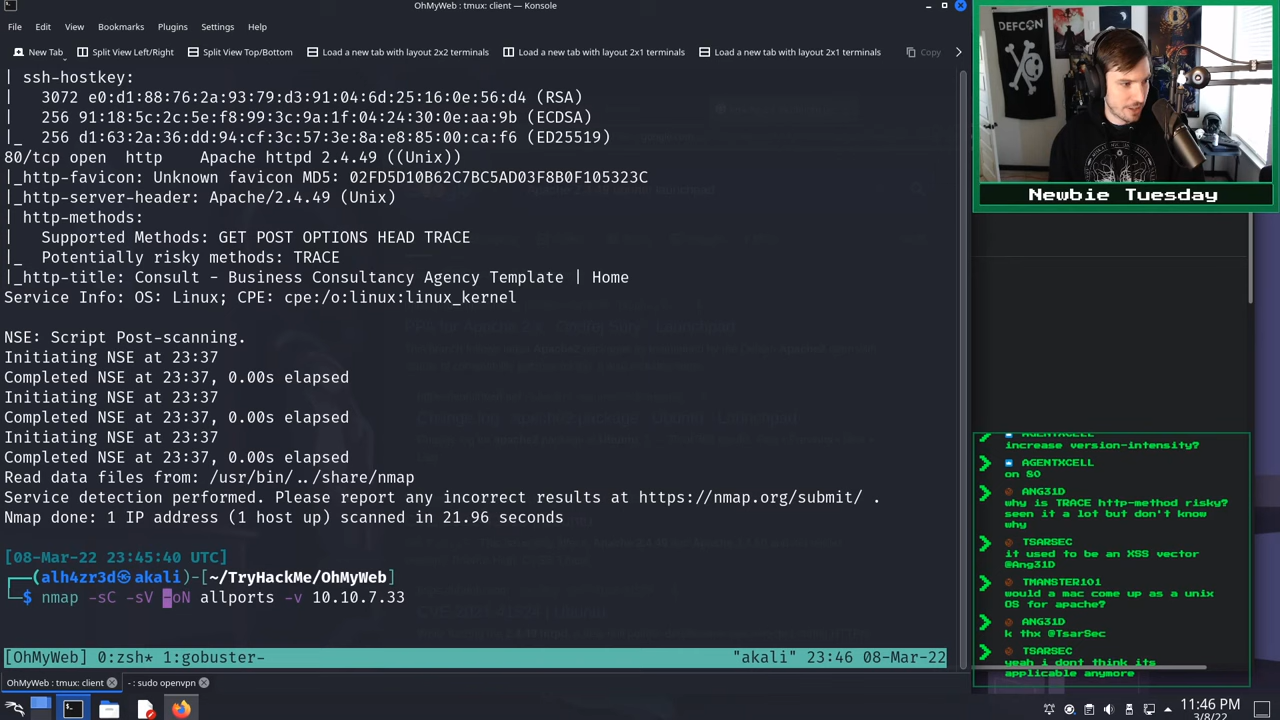 OhMyWeb : tmux: client — Konsole
File Edit View Bookmarks Plugins Settings Help
New Tab Split View Left/Right Split View Top/Bottom Load a new tab with layout 2x2 terminals Load a new tab with layout 2x1 terminals Load a new tab with layout 2x1 terminals Copy
| ssh-hostkey:
|   3072 e0:d1:88:76:2a:93:79:d3:91:04:6d:25:16:0e:56:d4 (RSA)
|   256 91:18:5c:2c:5e:f8:99:3c:9a:1f:04:24:30:0e:aa:9b (ECDSA)
|_  256 d1:63:2a:36:dd:94:cf:3c:57:3e:8a:e8:85:00:ca:f6 (ED25519)
80/tcp open  http    Apache httpd 2.4.49 ((Unix))
|_http-favicon: Unknown favicon MD5: 02FD5D10B62C7BC5AD03F8B0F105323C
|_http-server-header: Apache/2.4.49 (Unix)
| http-methods:
|   Supported Methods: GET POST OPTIONS HEAD TRACE
|_  Potentially risky methods: TRACE
|_http-title: Consult - Business Consultancy Agency Template | Home
Service Info: OS: Linux; CPE: cpe:/o:linux:linux_kernel
NSE: Script Post-scanning.
Initiating NSE at 23:37
Completed NSE at 23:37, 0.00s elapsed
Initiating NSE at 23:37
Completed NSE at 23:37, 0.00s elapsed
Initiating NSE at 23:37
Completed NSE at 23:37, 0.00s elapsed
Read data files from: /usr/bin/../share/nmap
Service detection performed. Please report any incorrect results at https://nmap.org/submit/ .
Nmap done: 1 IP address (1 host up) scanned in 21.96 seconds
[08-Mar-22 23:45:40 UTC]
┌──(alh4zr3d㉿akali)-[~/TryHackMe/OhMyWeb]
└─$ nmap -sC -sV -oN allports -v 10.10.7.33
[OhMyWeb] 0:zsh* 1:gobuster- "akali" 23:46 08-Mar-22
OhMyWeb : tmux: client - : sudo openvpn
DEFCON
Newbie Tuesday
AGENTXCELL
increase version-intensity?
AGENTXCELL
on 80
ANG31D
why is TRACE http-method risky?
seen it a lot but don't know
why
TSARSEC
it used to be an XSS vector
@Ang31D
TMANSTER101
would a mac come up as a unix
OS for apache?
ANG31D
k thx @TsarSec
TSARSEC
yeah i dont think its
applicable anymore
11:46 PM
3/8/22